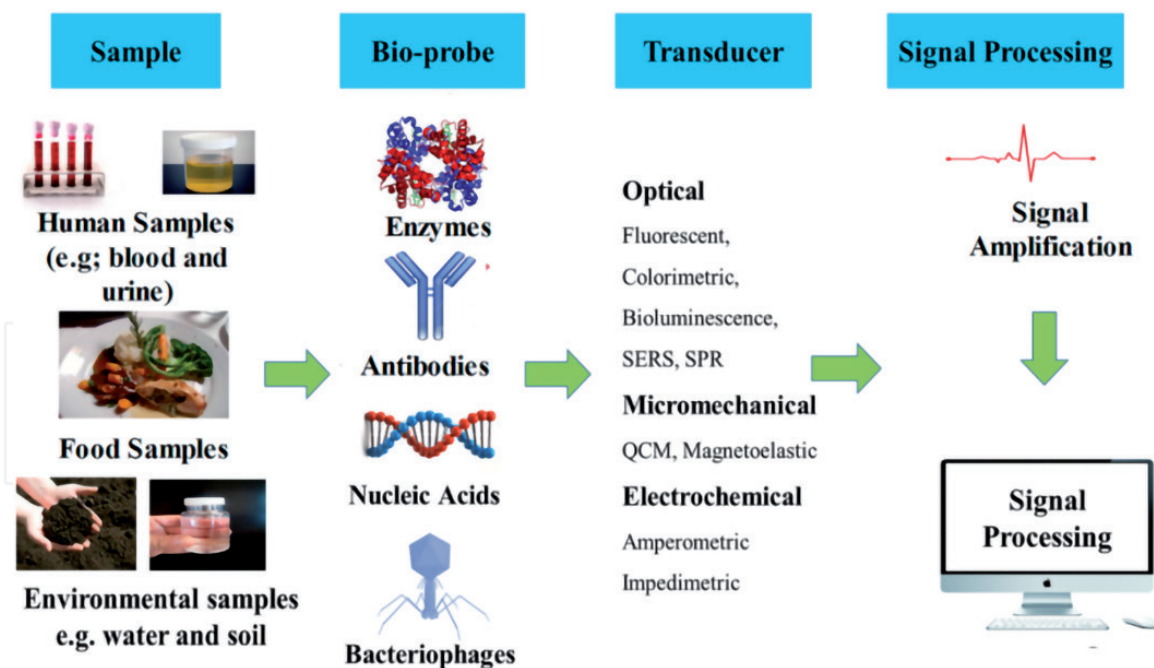 Sample
Human Samples
(e.g; blood and
urine)
Food Samples
Environmental samples
e.g. water and soil
Bio-probe
Enzymes
Antibodies
Nucleic Acids
Bacteriophages
Transducer
Optical
Fluorescent,
Colorimetric,
Bioluminescence,
SERS, SPR
Micromechanical
QCM, Magnetoelastic
Electrochemical
Amperometric
Impedimetric
Signal Processing
Signal
Amplification
Signal
Processing